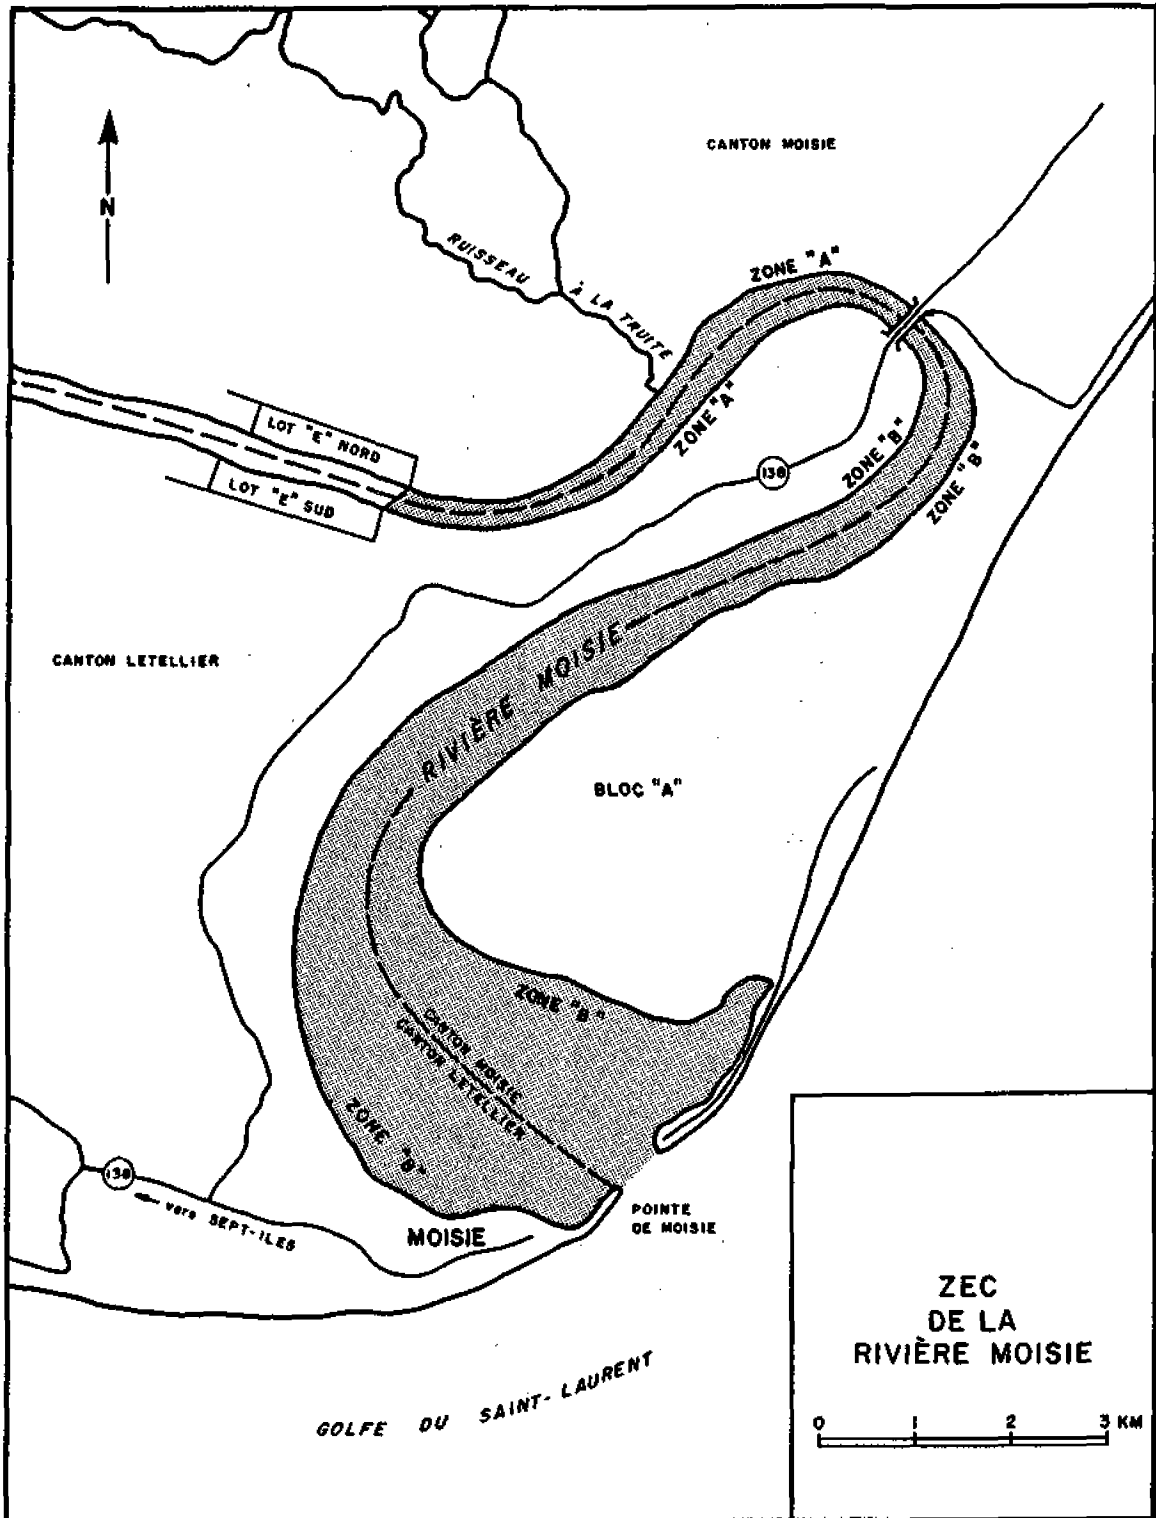 CANTON MOISIE
N
RUISSEAU À LA TRUITE
ZONE "A"
ZONE "A"
LOT "E" NORD
LOT "E" SUD
138
ZONE "B"
ZONE "B"
CANTON LETELLIER
RIVIÈRE MOISIE
BLOC "A"
ZONE "B"
CANTON MOISIE
CANTON LETELLIER
ZONE "B"
138
vers SEPT-ILES
MOISIE
POINTE
DE MOISIE
GOLFE DU SAINT-LAURENT
ZEC
DE LA
RIVIÈRE MOISIE
0 1 2 3 KM